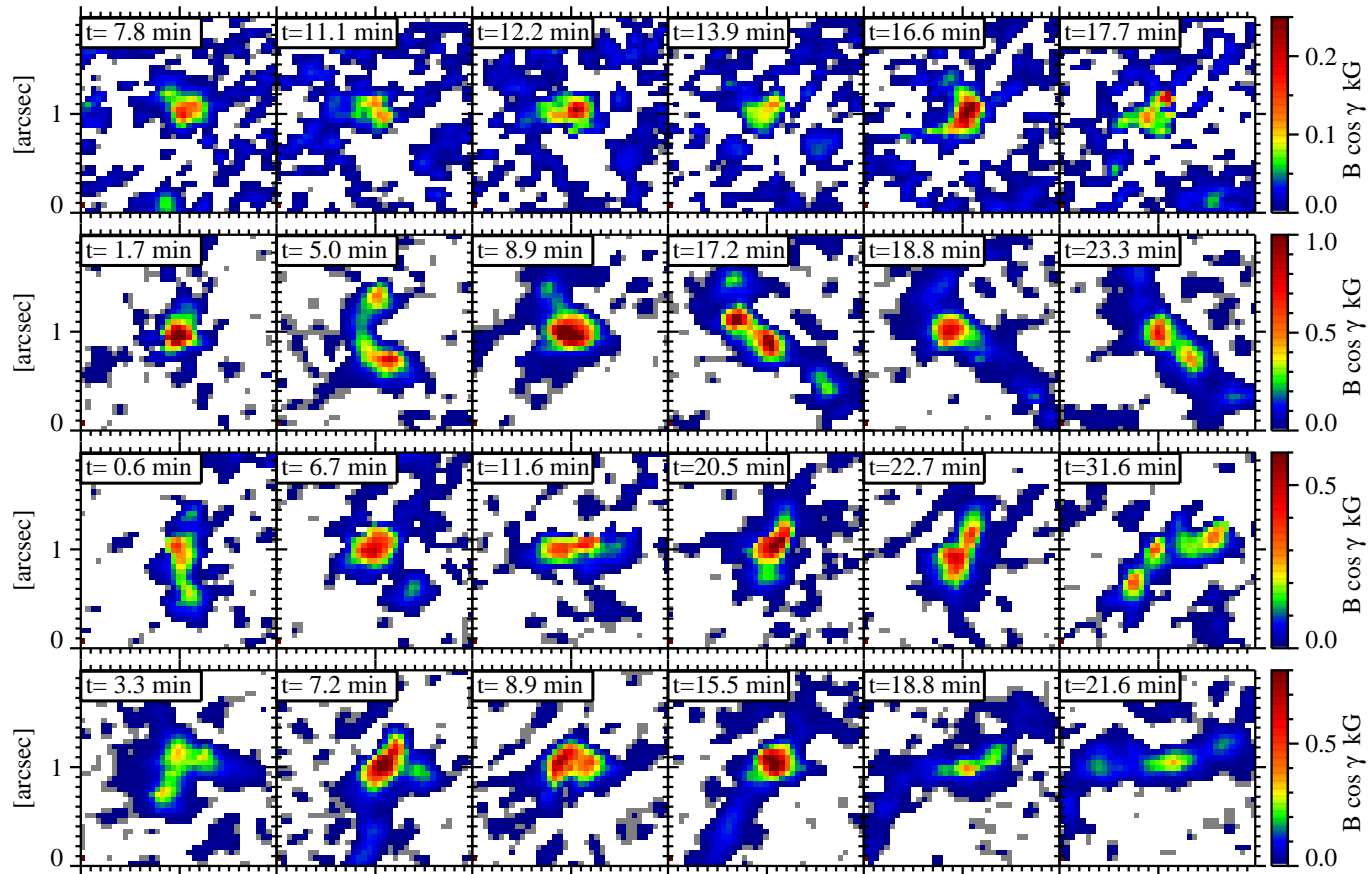 t= 7.8 min
t=11.1 min
t=12.2 min
t=13.9 min
t=16.6 min
t=17.7 min
[arcsec]
1
0
0.2
0.1
0.0
B cos γ kG
t= 1.7 min
t= 5.0 min
t= 8.9 min
t=17.2 min
t=18.8 min
t=23.3 min
[arcsec]
1
0
1.0
0.5
0.0
B cos γ kG
t= 0.6 min
t= 6.7 min
t=11.6 min
t=20.5 min
t=22.7 min
t=31.6 min
[arcsec]
1
0
0.5
0.0
B cos γ kG
t= 3.3 min
t= 7.2 min
t= 8.9 min
t=15.5 min
t=18.8 min
t=21.6 min
[arcsec]
1
0
0.5
0.0
B cos γ kG